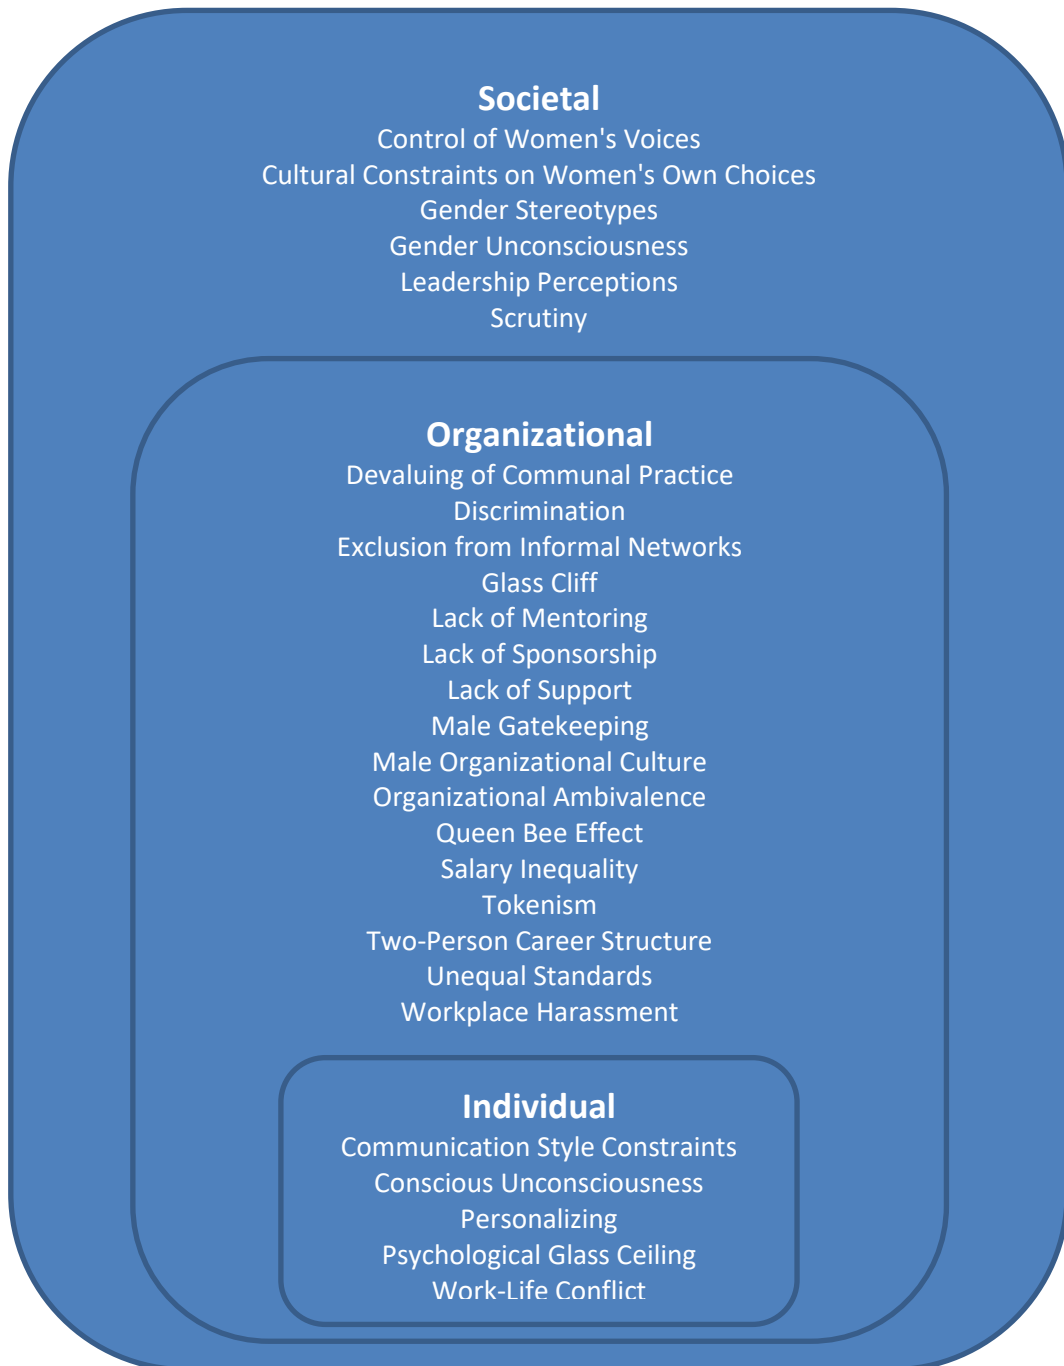 Societal
Control of Women's Voices
Cultural Constraints on Women's Own Choices
Gender Stereotypes
Gender Unconsciousness
Leadership Perceptions
Scrutiny
Organizational
Devaluing of Communal Practice
Discrimination
Exclusion from Informal Networks
Glass Cliff
Lack of Mentoring
Lack of Sponsorship
Lack of Support
Male Gatekeeping
Male Organizational Culture
Organizational Ambivalence
Queen Bee Effect
Salary Inequality
Tokenism
Two-Person Career Structure
Unequal Standards
Workplace Harassment
Individual
Communication Style Constraints
Conscious Unconsciousness
Personalizing
Psychological Glass Ceiling
Work-Life Conflict